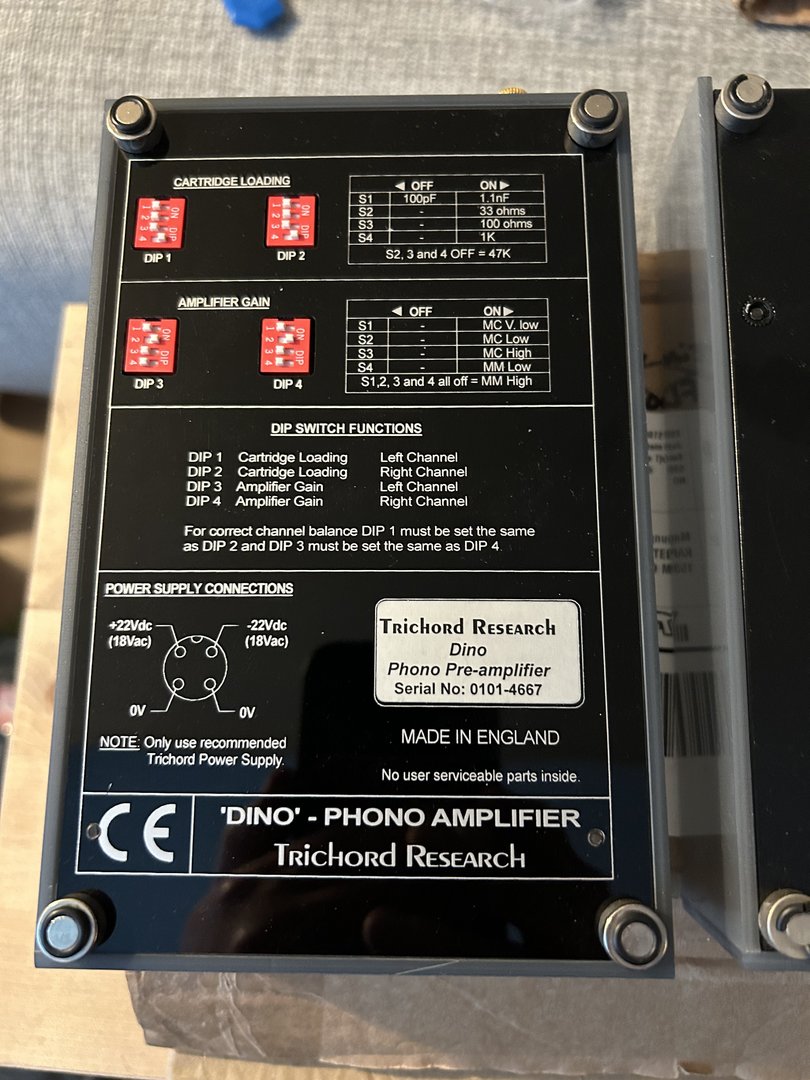 CARTRIDGE LOADING
1 2 3 4 ON DIP
1 2 3 4 ON DIP
DIP 1
DIP 2
◄ OFF ON ►
S1 100pF 1.1nF
S2 - 33 ohms
S3 - 100 ohms
S4 - 1K
S2, 3 and 4 OFF = 47K
AMPLIFIER GAIN
1 2 3 4 ON DIP
1 2 3 4 ON DIP
DIP 3
DIP 4
◄ OFF ON ►
S1 - MC V. low
S2 - MC Low
S3 - MC High
S4 - MM Low
S1,2, 3 and 4 all off = MM High
DIP SWITCH FUNCTIONS
DIP 1 Cartridge Loading Left Channel
DIP 2 Cartridge Loading Right Channel
DIP 3 Amplifier Gain Left Channel
DIP 4 Amplifier Gain Right Channel
For correct channel balance DIP 1 must be set the same
as DIP 2 and DIP 3 must be set the same as DIP 4.
POWER SUPPLY CONNECTIONS
+22Vdc -22Vdc
(18Vac) (18Vac)
0V 0V
NOTE: Only use recommended
Trichord Power Supply.
Trichord Research
Dino
Phono Pre-amplifier
Serial No: 0101-4667
MADE IN ENGLAND
No user serviceable parts inside.
CE
'DINO' - PHONO AMPLIFIER
Trichord Research